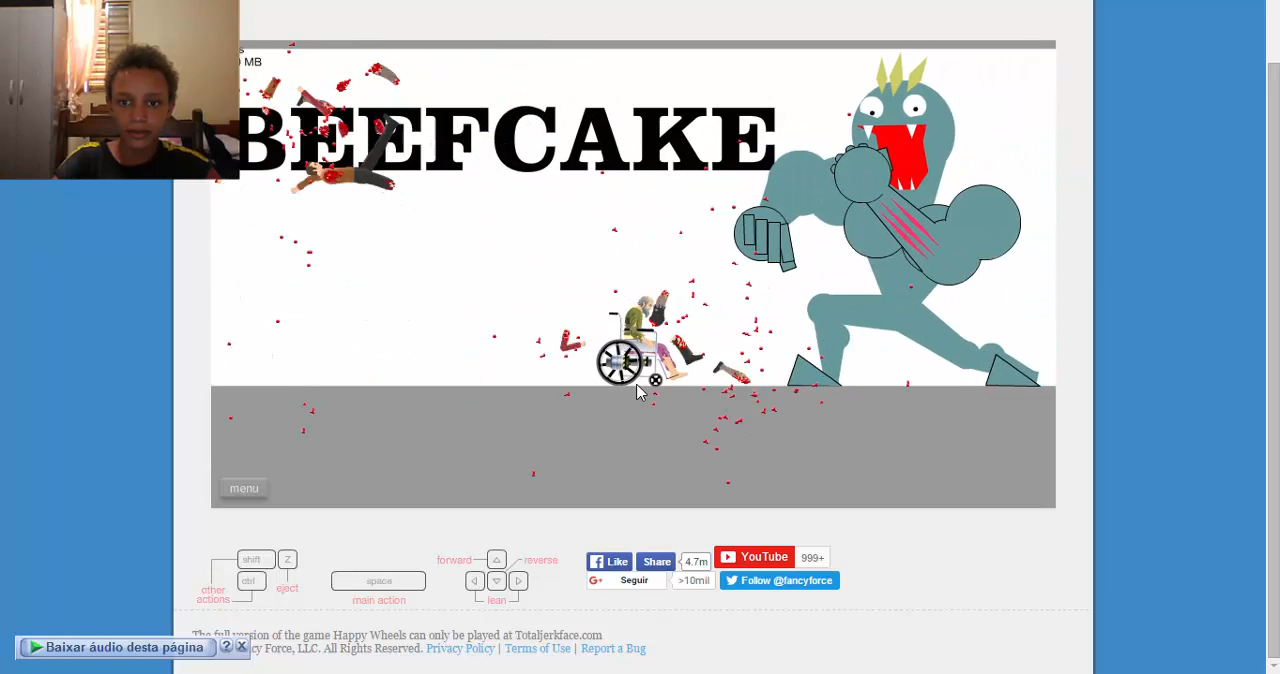 MB
BEEFCAKE
menu
shift
Z
ctrl
other
actions
eject
space
main action
forward
reverse
lean
Like
Share
4.7m
YouTube
999+
Seguir
>10mil
Follow @fancyforce
The full version of the game Happy Wheels can only be played at Totaljerkface.com
cy Force, LLC. All Rights Reserved. Privacy Policy | Terms of Use | Report a Bug
Baixar áudio desta página
?
X